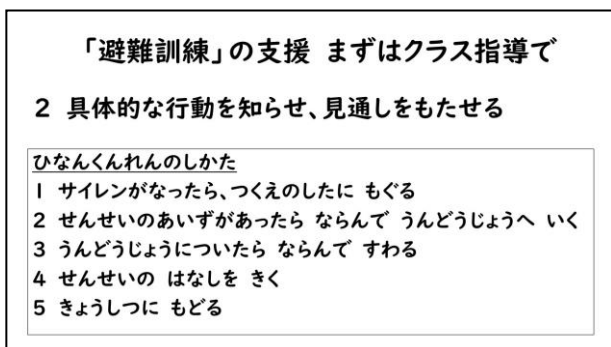 「避難訓練」の支援 まずはクラス指導で
2 具体的な行動を知らせ、見通しをもたせる
ひなんくんれんのしかた
1 サイレンがなったら、つくえのしたに もぐる
2 せんせいのあいずがあったら ならんで うんどうじょうへ いく
3 うんどうじょうについたら ならんで すわる
4 せんせいの はなしを きく
5 きょうしつに もどる